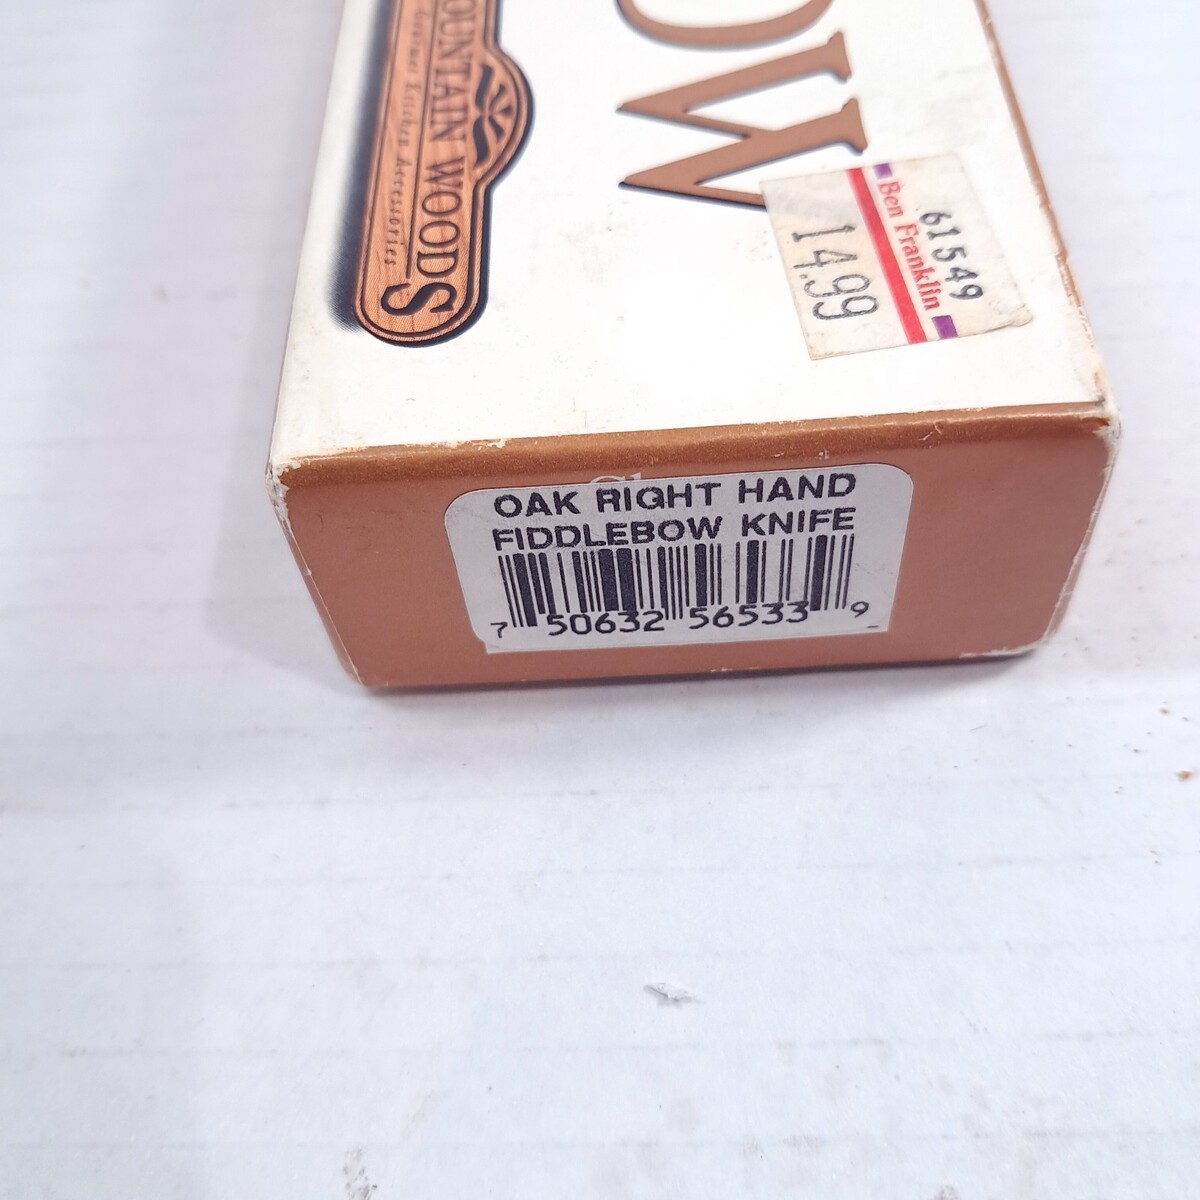 OUNTAIN WOODS
Gourmet Kitchen Accessories
OW
61549
Ben Franklin
14.99
OAK RIGHT HAND
FIDDLEBOW KNIFE
7 50632 56533 9